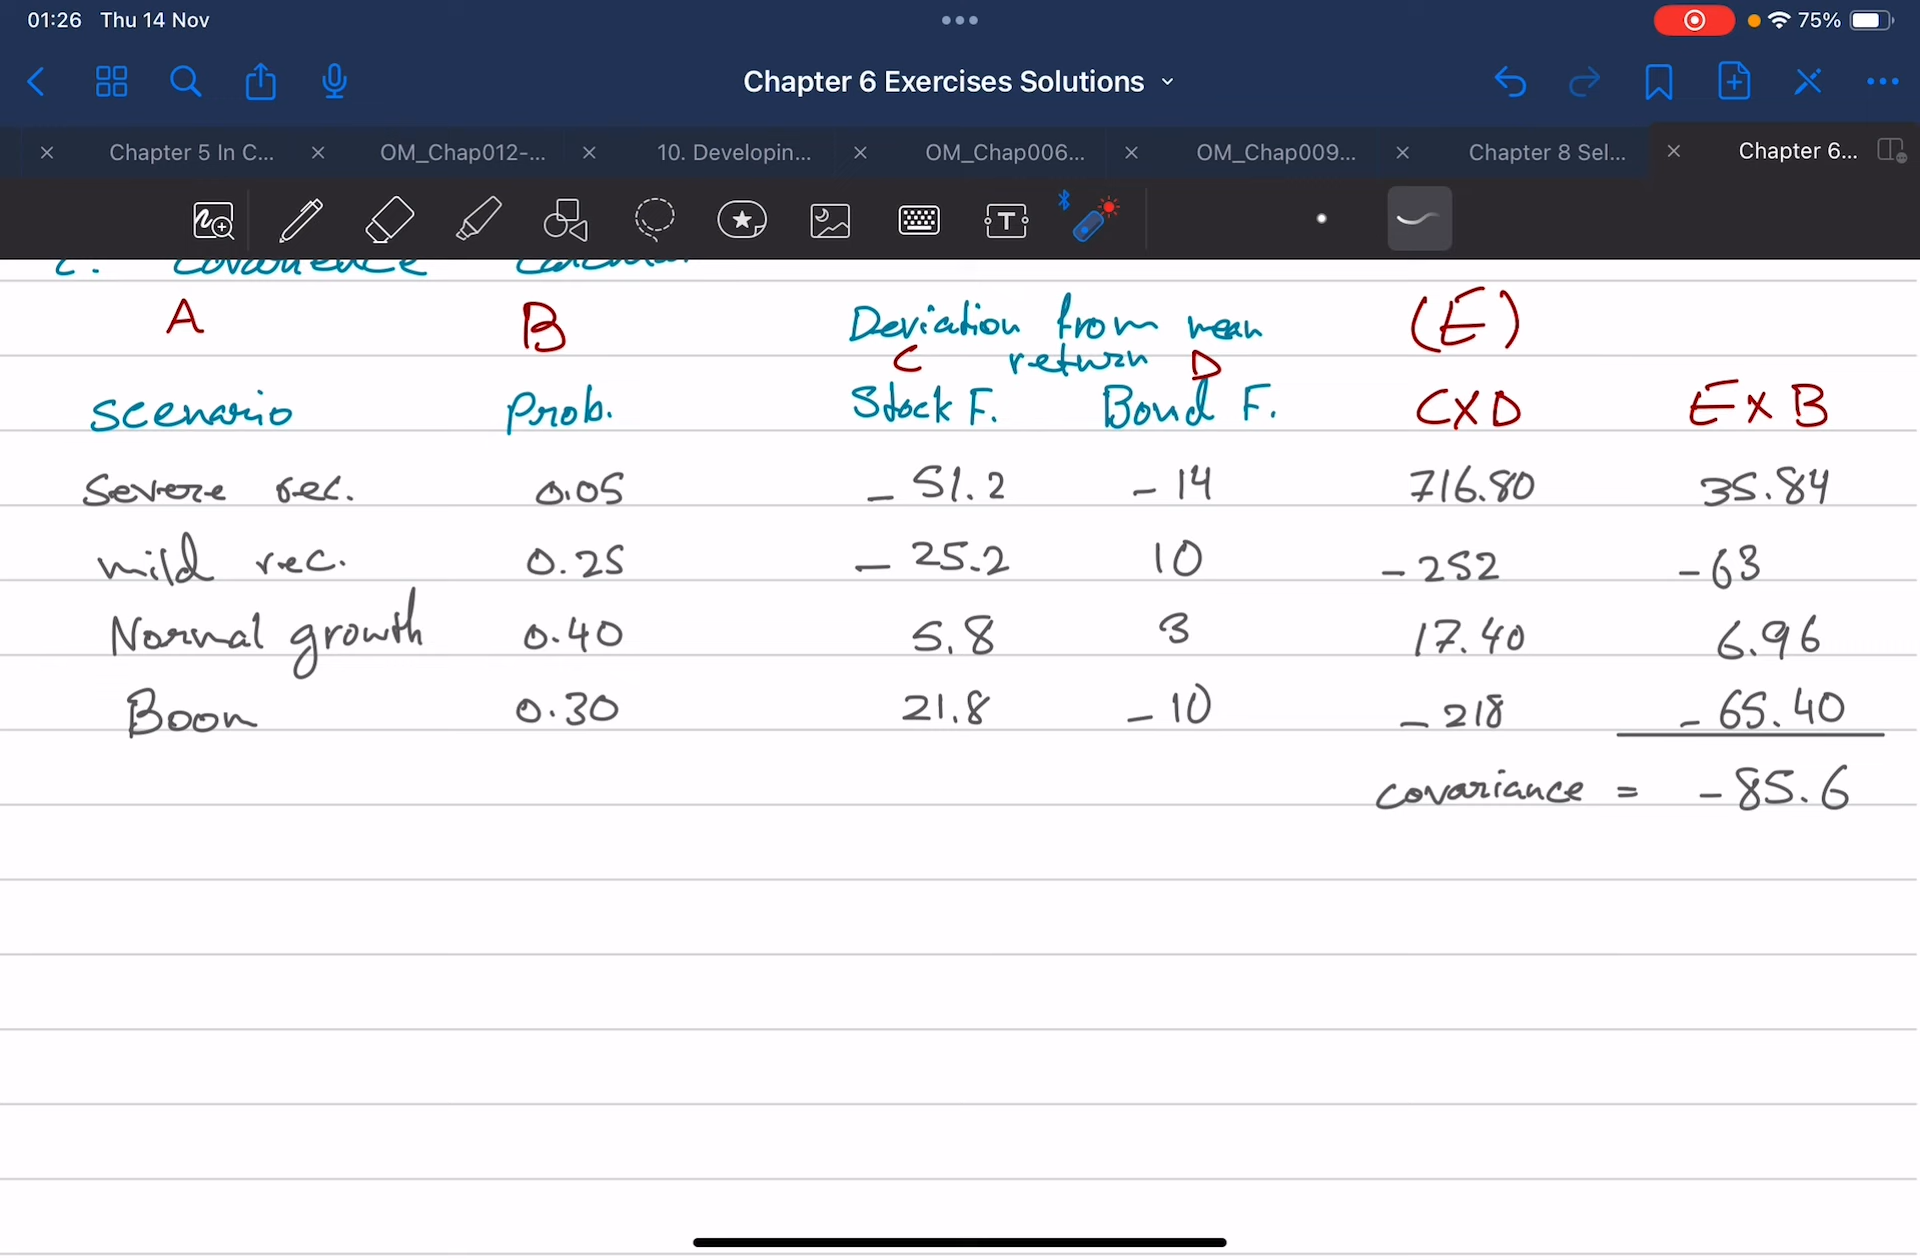 01:26 Thu 14 Nov 75%
Chapter 6 Exercises Solutions
Chapter 5 In C... OM_Chap012-... 10. Developin... OM_Chap006... OM_Chap009... Chapter 8 Sel... Chapter 6...
T
A B Deviation from mean (E)
C return D
Scenario Prob. Stock F. Bond F. CXD EXB
Severe rec. 0.05 - 51.2 - 14 716.80 35.84
mild rec. 0.25 - 25.2 10 - 252 - 63
Normal growth 0.40 5.8 3 17.40 6.96
Boom 0.30 21.8 - 10 - 218 - 65.40
covariance = - 85.6